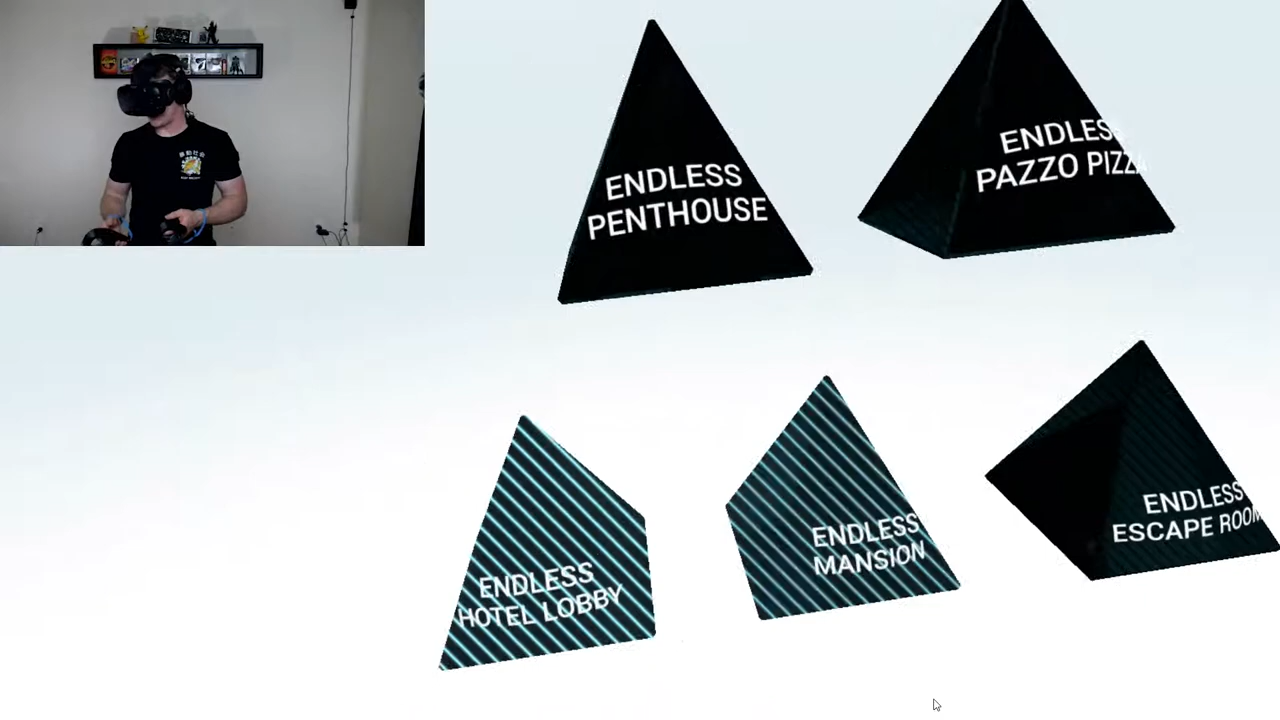 ENDLESS
PENTHOUSE
ENDLESS
PAZZO PIZZA
ENDLESS
HOTEL LOBBY
ENDLESS
MANSION
ENDLESS
ESCAPE ROOM